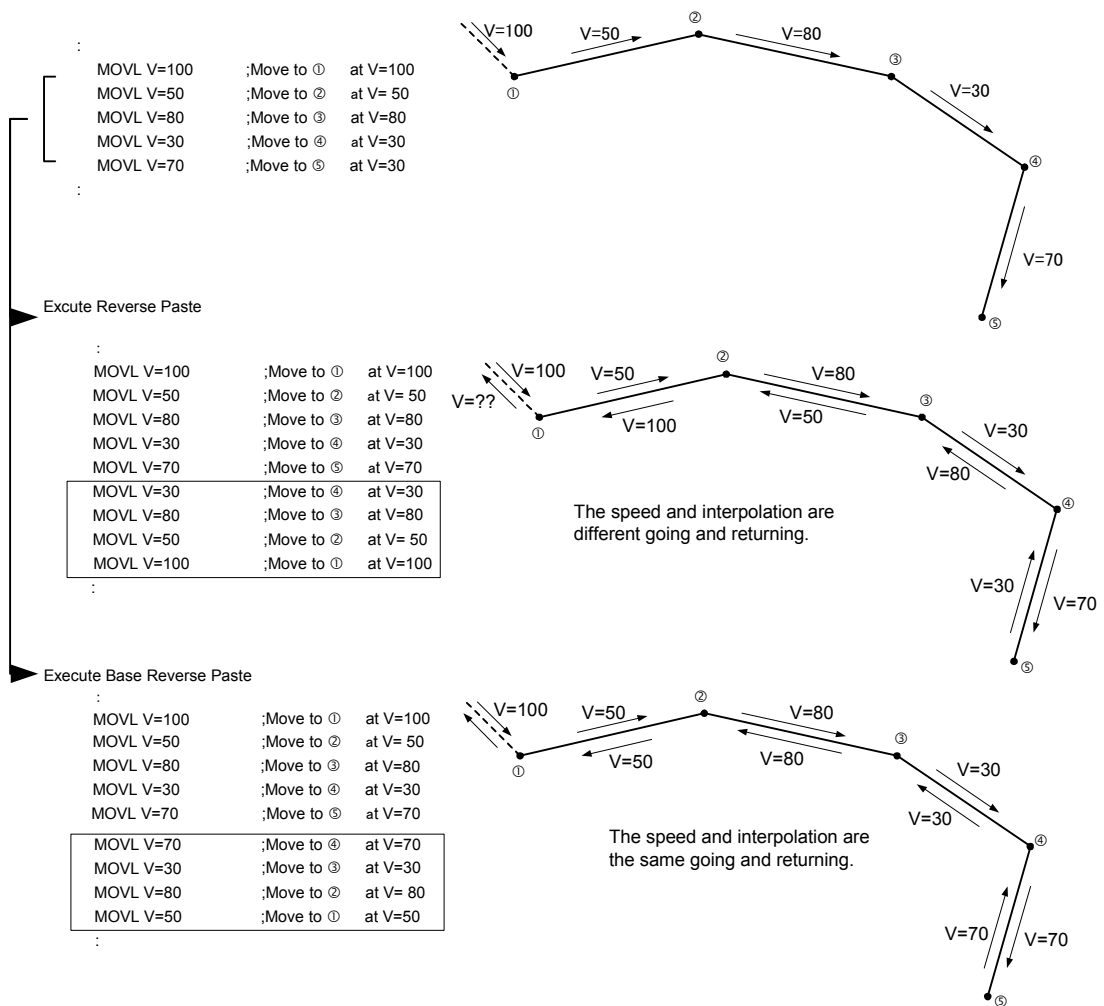 :
MOVL V=100 ;Move to ① at V=100
MOVL V=50 ;Move to ② at V= 50
MOVL V=80 ;Move to ③ at V=80
MOVL V=30 ;Move to ④ at V=30
MOVL V=70 ;Move to ⑤ at V=30
:
V=100
V=50
②
V=80
③
V=30
①
④
V=70
⑤
Excute Reverse Paste
:
MOVL V=100 ;Move to ① at V=100
MOVL V=50 ;Move to ② at V= 50
MOVL V=80 ;Move to ③ at V=80
MOVL V=30 ;Move to ④ at V=30
MOVL V=70 ;Move to ⑤ at V=70
MOVL V=30 ;Move to ④ at V=30
MOVL V=80 ;Move to ③ at V=80
MOVL V=50 ;Move to ② at V= 50
MOVL V=100 ;Move to ① at V=100
:
V=100
V=??
①
V=50
V=100
②
V=80
V=50
③
V=30
V=80
④
V=30
V=70
⑤
The speed and interpolation are
different going and returning.
Execute Base Reverse Paste
:
MOVL V=100 ;Move to ① at V=100
MOVL V=50 ;Move to ② at V= 50
MOVL V=80 ;Move to ③ at V=80
MOVL V=30 ;Move to ④ at V=30
MOVL V=70 ;Move to ⑤ at V=70
MOVL V=70 ;Move to ④ at V=70
MOVL V=30 ;Move to ③ at V=30
MOVL V=80 ;Move to ② at V= 80
MOVL V=50 ;Move to ① at V=50
:
V=100
①
V=50
V=50
②
V=80
V=80
③
V=30
V=30
④
V=70
V=70
⑤
The speed and interpolation are
the same going and returning.